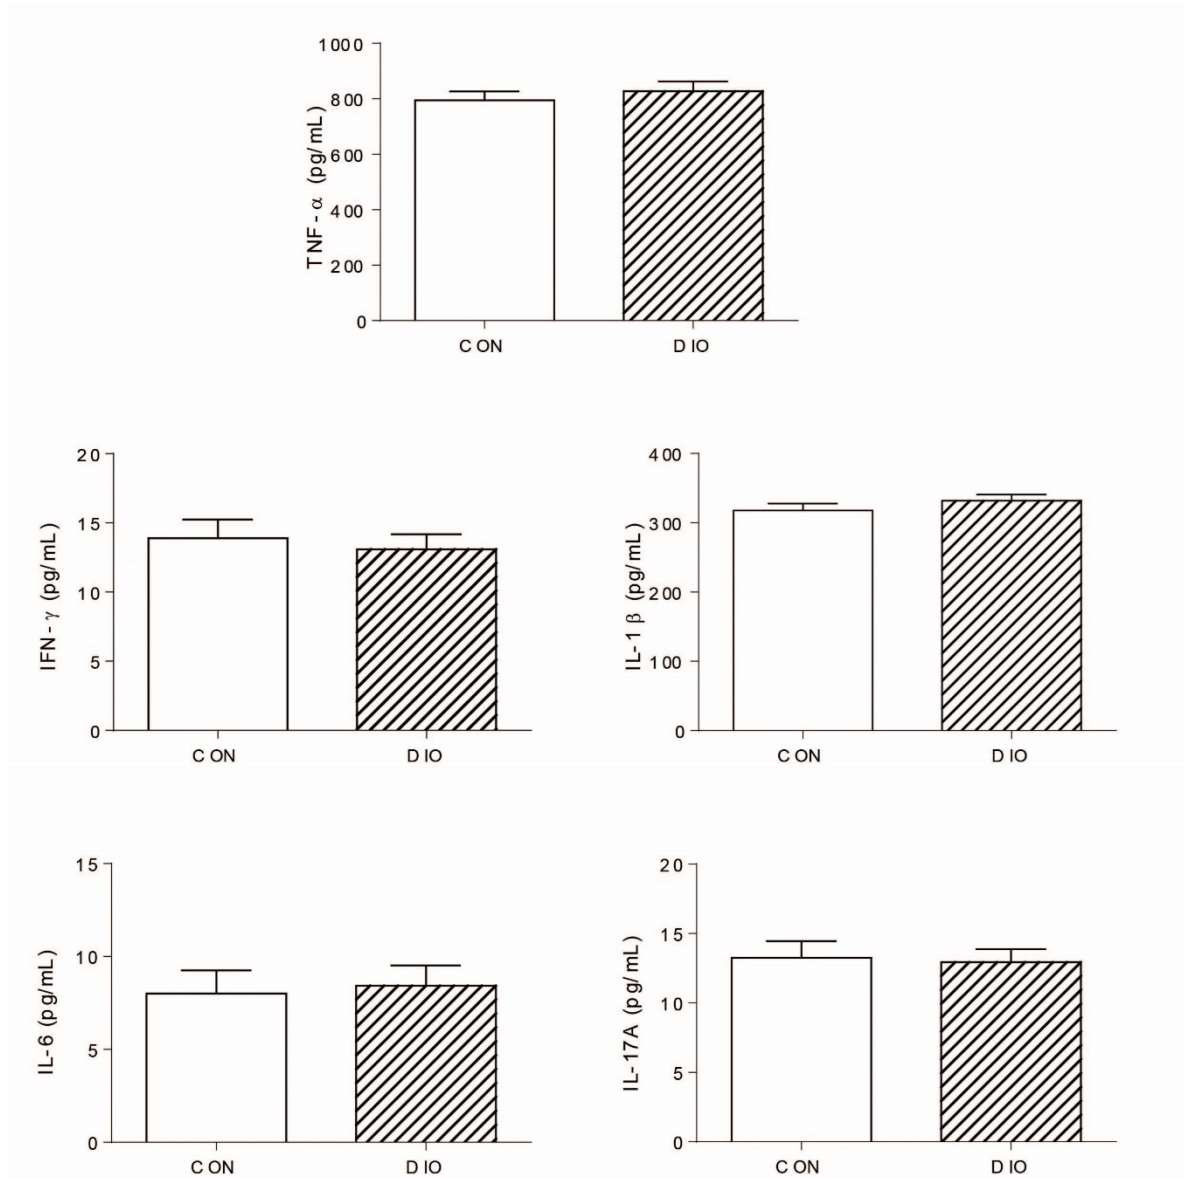 TNF-α (pg/mL)
1000
800
600
400
200
0
CON
DIO
IFN-γ (pg/mL)
20
15
10
5
0
CON
DIO
IL-1β (pg/mL)
400
300
200
100
0
CON
DIO
IL-6 (pg/mL)
15
10
5
0
CON
DIO
IL-17A (pg/mL)
20
15
10
5
0
CON
DIO